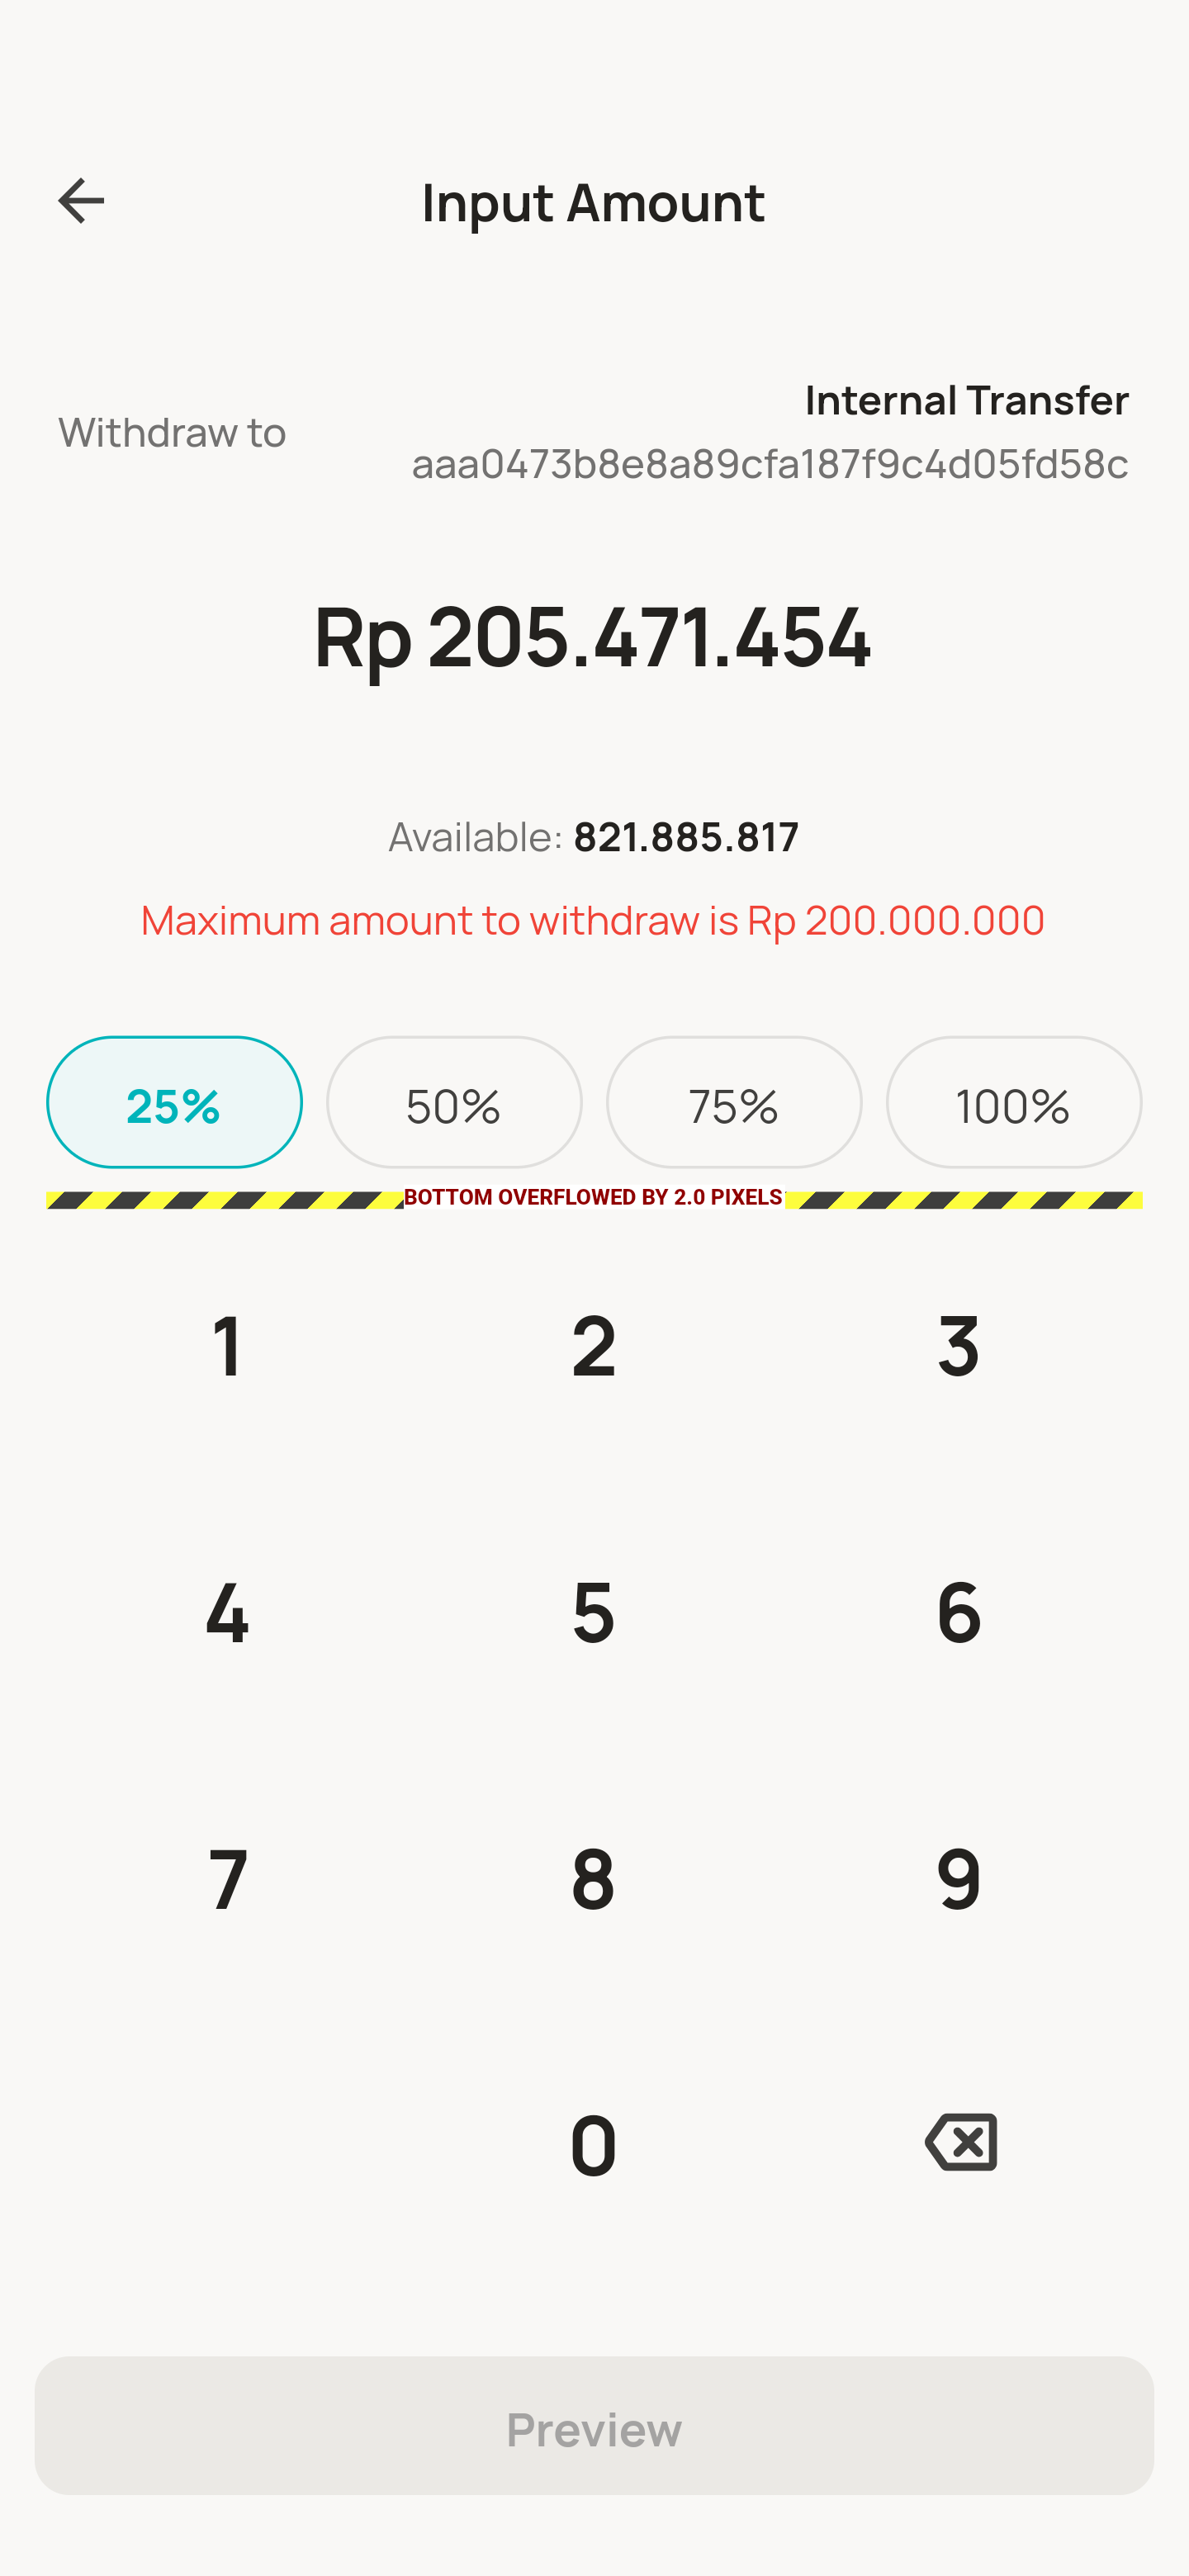 Input Amount
Internal Transfer
Withdraw to
aaa0473b8e8a89cfa187f9c4d05fd58c
Rp 205.471.454
Available: 821.885.817
Maximum amount to withdraw is Rp 200.000.000
25% 50% 75% 100%
BOTTOM OVERFLOWED BY 2.0 PIXELS
1 2 3
4 5 6
7 8 9
0
Preview